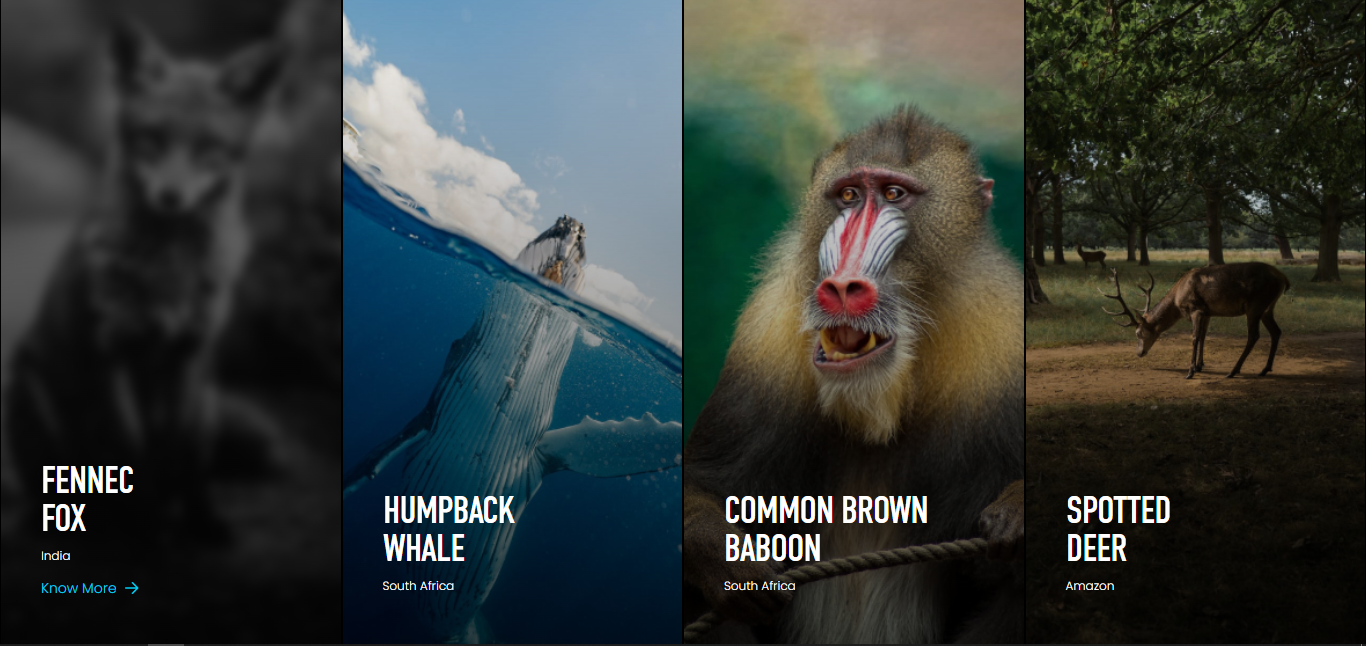 FENNEC
FOX
India
Know More →
HUMPBACK
WHALE
South Africa
COMMON BROWN
BABOON
South Africa
SPOTTED
DEER
Amazon